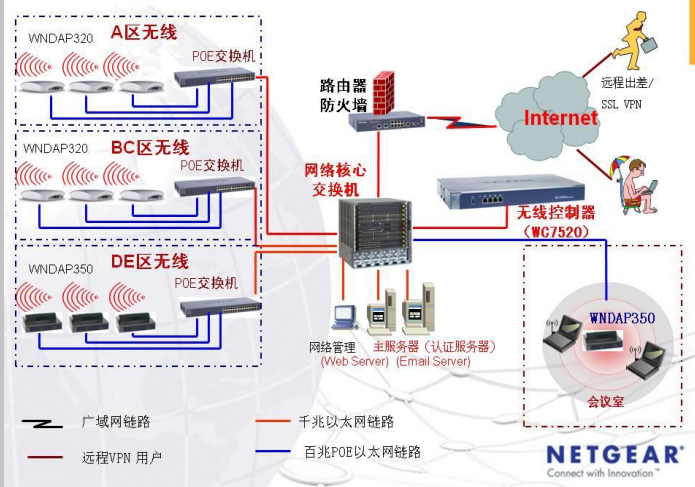 WNDAP320
A区无线
POE交换机
WNDAP320
BC区无线
POE交换机
WNDAP350
DE区无线
POE交换机
路由器
防火墙
Internet
远程出差/
SSL VPN
网络核心
交换机
无线控制器
(WC7520)
网络管理
主服务器(认证服务器)
(Web Server) (Email Server)
WNDAP350
会议室
广域网链路
千兆以太网链路
远程VPN 用户
百兆POE以太网链路
NETGEAR®
Connect with Innovation™